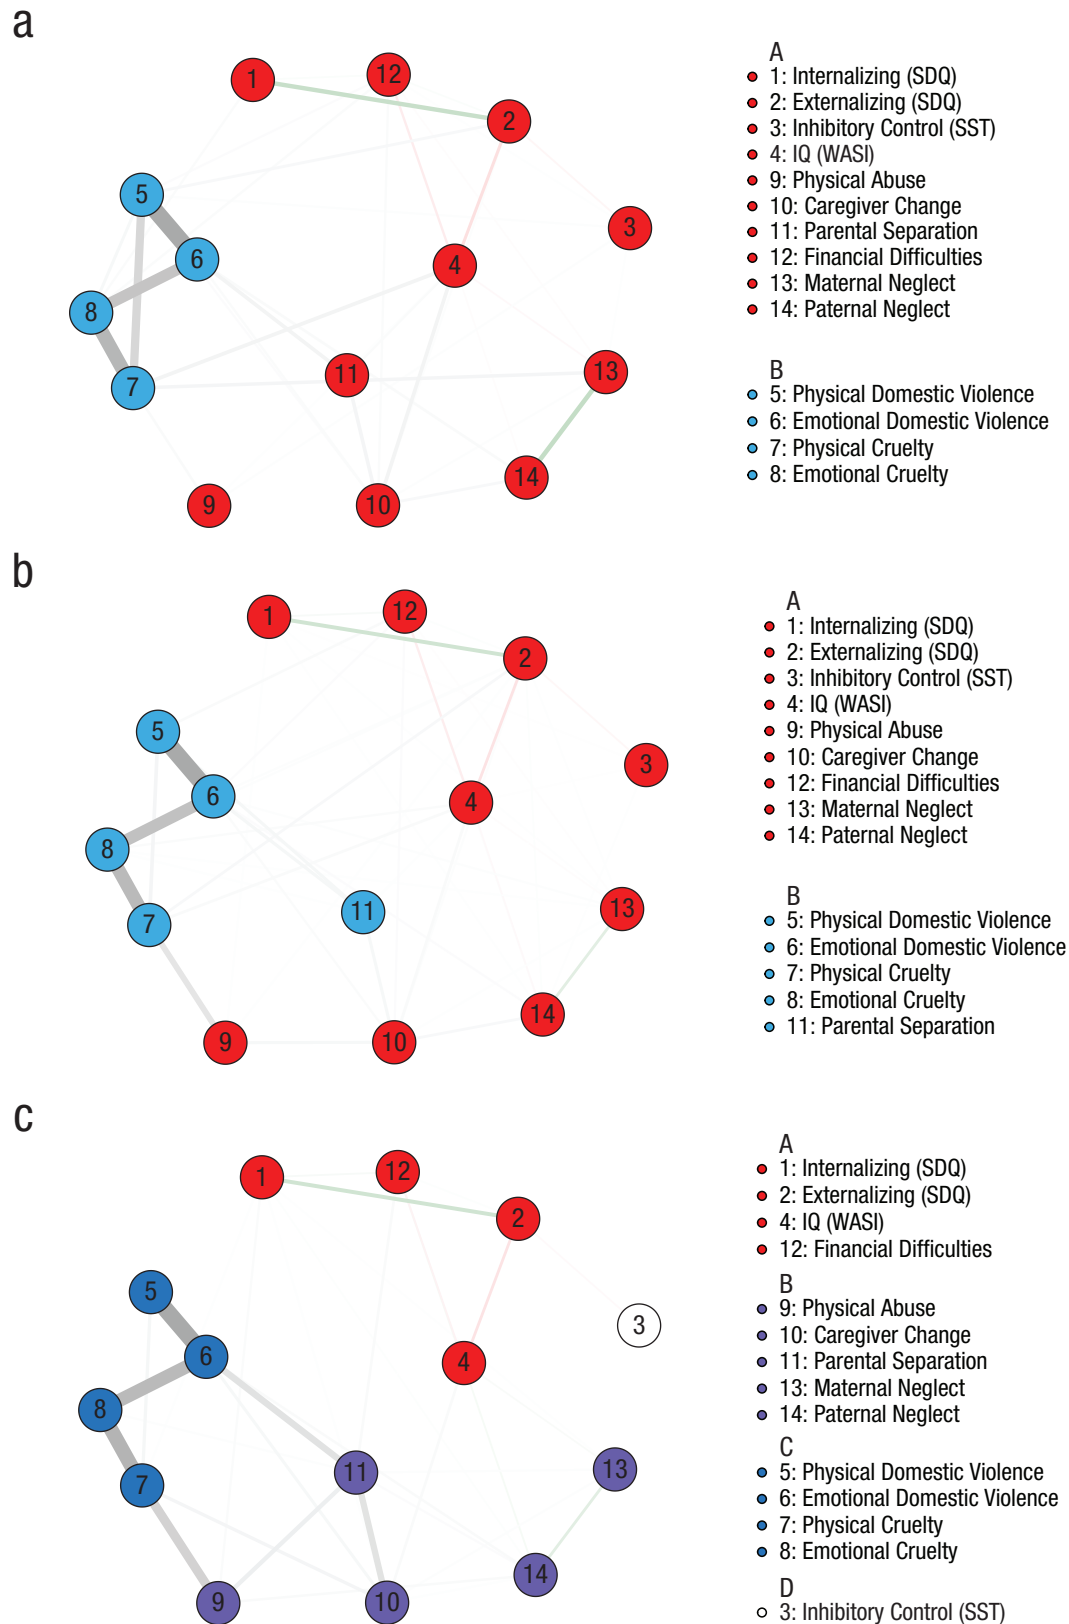 a
1
12
2
5
3
6
4
8
11
13
7
14
9
10
A
1: Internalizing (SDQ)
2: Externalizing (SDQ)
3: Inhibitory Control (SST)
4: IQ (WASI)
9: Physical Abuse
10: Caregiver Change
11: Parental Separation
12: Financial Difficulties
13: Maternal Neglect
14: Paternal Neglect
B
5: Physical Domestic Violence
6: Emotional Domestic Violence
7: Physical Cruelty
8: Emotional Cruelty
b
1
12
2
5
3
6
4
8
11
13
7
14
9
10
A
1: Internalizing (SDQ)
2: Externalizing (SDQ)
3: Inhibitory Control (SST)
4: IQ (WASI)
9: Physical Abuse
10: Caregiver Change
12: Financial Difficulties
13: Maternal Neglect
14: Paternal Neglect
B
5: Physical Domestic Violence
6: Emotional Domestic Violence
7: Physical Cruelty
8: Emotional Cruelty
11: Parental Separation
c
1
12
2
5
3
6
4
8
11
13
7
14
9
10
A
1: Internalizing (SDQ)
2: Externalizing (SDQ)
4: IQ (WASI)
12: Financial Difficulties
B
9: Physical Abuse
10: Caregiver Change
11: Parental Separation
13: Maternal Neglect
14: Paternal Neglect
C
5: Physical Domestic Violence
6: Emotional Domestic Violence
7: Physical Cruelty
8: Emotional Cruelty
D
3: Inhibitory Control (SST)